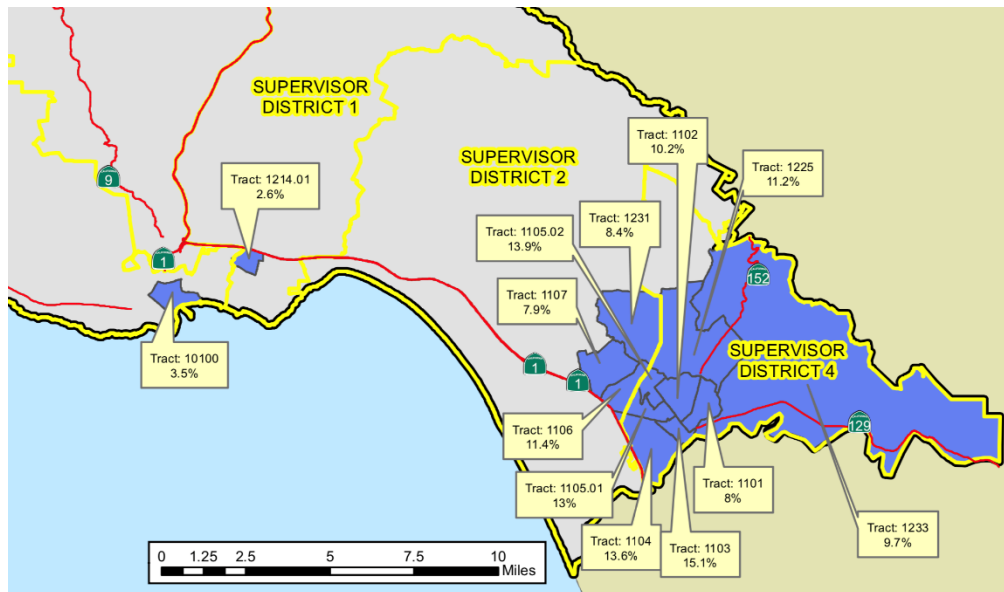 SUPERVISOR
DISTRICT 1
Tract: 1102
10.2%
Tract: 1225
11.2%
SUPERVISOR
DISTRICT 2
9
Tract: 1214.01
2.6%
Tract: 1231
8.4%
Tract: 1105.02
13.9%
1
152
Tract: 1107
7.9%
Tract: 10100
3.5%
SUPERVISOR
DISTRICT 4
1
1
129
Tract: 1106
11.4%
Tract: 1105.01
13%
Tract: 1101
8%
Tract: 1104
13.6%
Tract: 1103
15.1%
Tract: 1233
9.7%
0 1.25 2.5 5 7.5 10
Miles